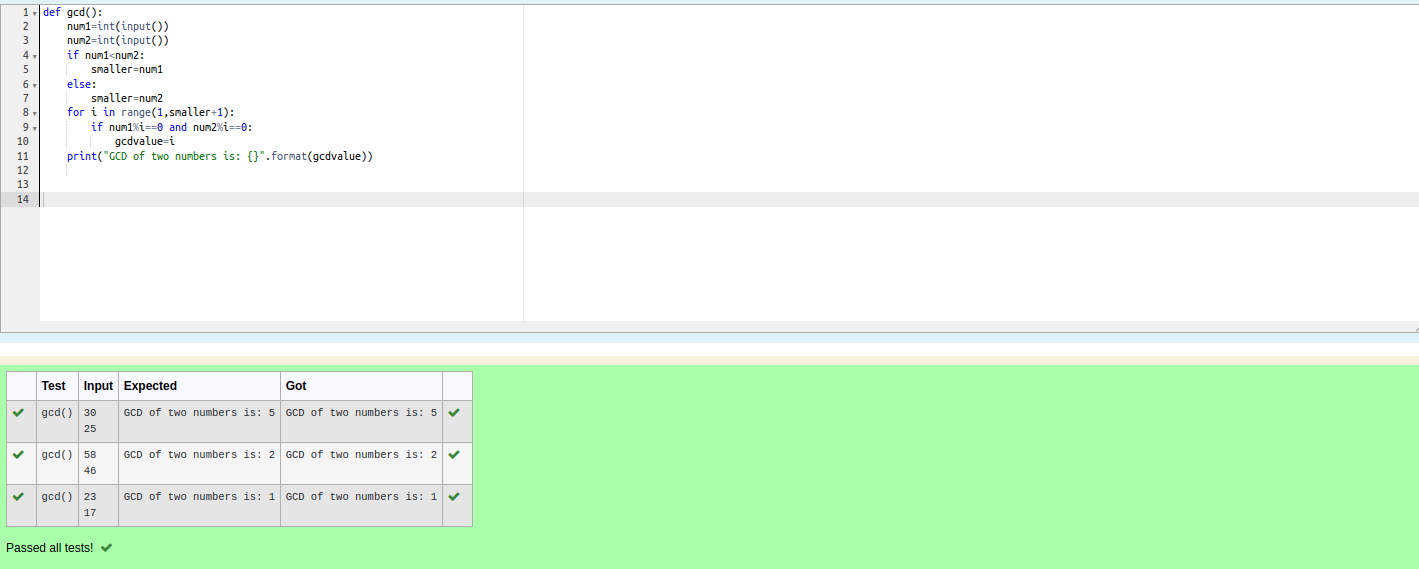 1 def gcd():
2     num1=int(input())
3     num2=int(input())
4     if num1<num2:
5         smaller=num1
6     else:
7         smaller=num2
8     for i in range(1,smaller+1):
9         if num1%i==0 and num2%i==0:
10             gcdvalue=i
11     print("GCD of two numbers is: {}".format(gcdvalue))
12
13
14
Test Input Expected Got
gcd() 30 GCD of two numbers is: 5 GCD of two numbers is: 5
25
gcd() 58 GCD of two numbers is: 2 GCD of two numbers is: 2
46
gcd() 23 GCD of two numbers is: 1 GCD of two numbers is: 1
17
Passed all tests!